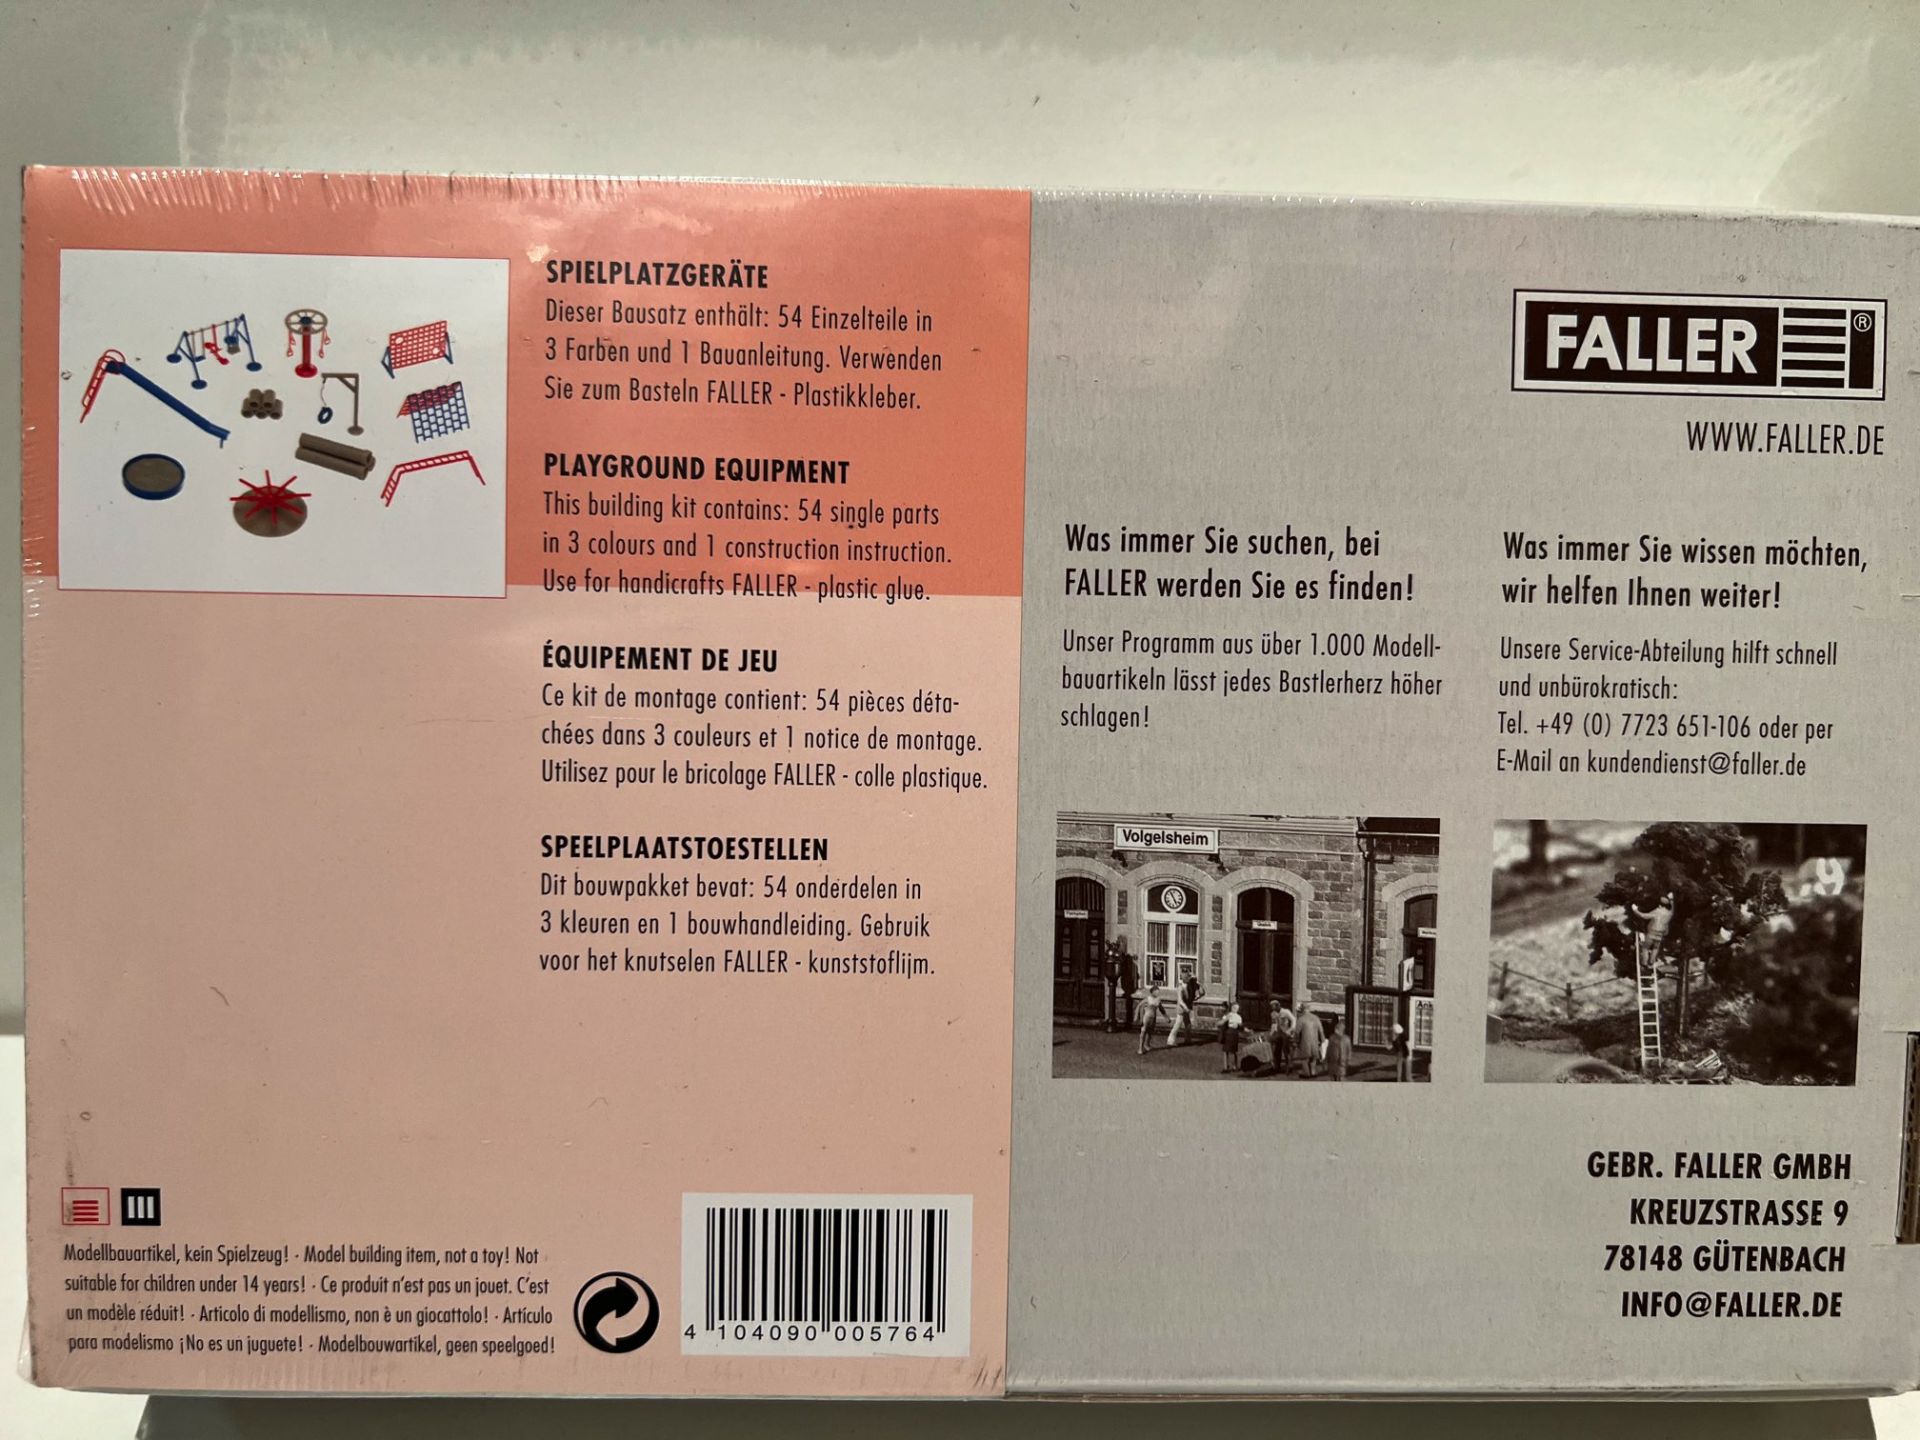 SPIELPLATZGERÄTE
Dieser Bausatz enthält: 54 Einzelteile in
3 Farben und 1 Bauanleitung. Verwenden
Sie zum Basteln FALLER - Plastikkleber.
PLAYGROUND EQUIPMENT
This building kit contains: 54 single parts
in 3 colours and 1 construction instruction.
Use for handicrafts FALLER - plastic glue.
ÉQUIPEMENT DE JEU
Ce kit de montage contient: 54 pièces déta-
chées dans 3 couleurs et 1 notice de montage.
Utilisez pour le bricolage FALLER - colle plastique.
SPEELPLAATSTOESTELLEN
Dit bouwpakket bevat: 54 onderdelen in
3 kleuren en 1 bouwhandleiding. Gebruik
voor het knutselen FALLER - kunststoflijm.
Modellbauartikel, kein Spielzeug! · Model building item, not a toy! Not
suitable for children under 14 years! · Ce produit n'est pas un jouet. C'est
un modèle réduit! · Articolo di modellismo, non è un giocattolo! · Artículo
para modelismo ¡No es un juguete! · Modelbouwartikel, geen speelgoed!
4 104090 005764
FALLER ®
WWW.FALLER.DE
Was immer Sie suchen, bei
FALLER werden Sie es finden!
Unser Programm aus über 1.000 Modell-
bauartikeln lässt jedes Bastlerherz höher
schlagen!
Volgelsheim
Was immer Sie wissen möchten,
wir helfen Ihnen weiter!
Unsere Service-Abteilung hilft schnell
und unbürokratisch:
Tel. +49 (0) 7723 651-106 oder per
E-Mail an kundendienst@faller.de
GEBR. FALLER GMBH
KREUZSTRASSE 9
78148 GÜTENBACH
INFO@FALLER.DE